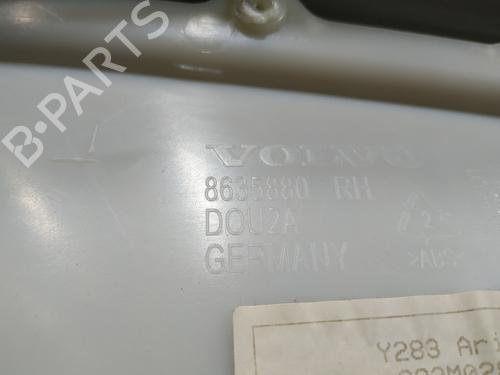 B-PARTS
VOLVO
8635880 RH
DOU2A
GERMANY
>ABS<
Y283 Ari